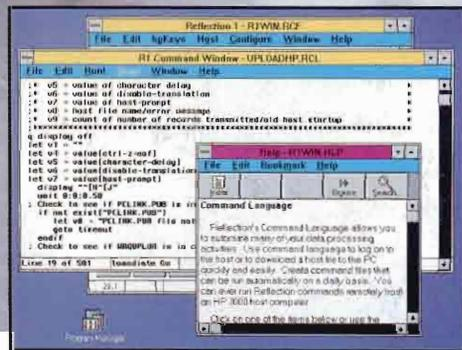 Reflection 1 - R1WIN.RCF
File Edit hpKeys Host Configure Window Help
R1 Command Window - UPLOADHP.RCL
File Edit Window Help
;# v5 = value of character delay
;# v6 = value of disable-translation
;# v7 = value of host-prompt
;# v8 = host file name/error message
;# v9 = count of number of records transmitted/old host startup
display off
let v1 = ""
let v5 = value(character-delay)
let v6 = value(disable-translation
let v7 = value(host-prompt)
display "^[H^[J"
wait 0:0:0.50
; Check to see if PCLINK.PUB is in
if not exist("PCLINK.PUB")
let v8 = "PCLINK.PUB file not
goto timeout
endif
; Check to see if
Line 19 of 501
Help - R1WIN.HLP
File Edit Bookmark Help
Index Browse Search
Command Language
Reflection's Command Language allows you
to automate many of your data processing
activities. Use command language to log on to
the host or to download a host file to the PC
quickly and easily. Create command files that
can be run automatically on a daily basis. You
can even run Reflection commands remotely from
an HP 3000 host computer.
Click on one of the items below or use the
Program Manager